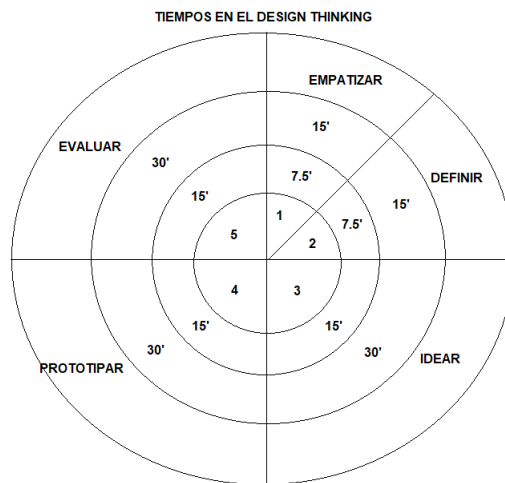 TIEMPOS EN EL DESIGN THINKING
EMPATIZAR
15'
EVALUAR
30'
7.5'
DEFINIR
15'
15'
1
7.5'
5
2
4
3
15'
15'
30'
30'
PROTOTIPAR
IDEAR